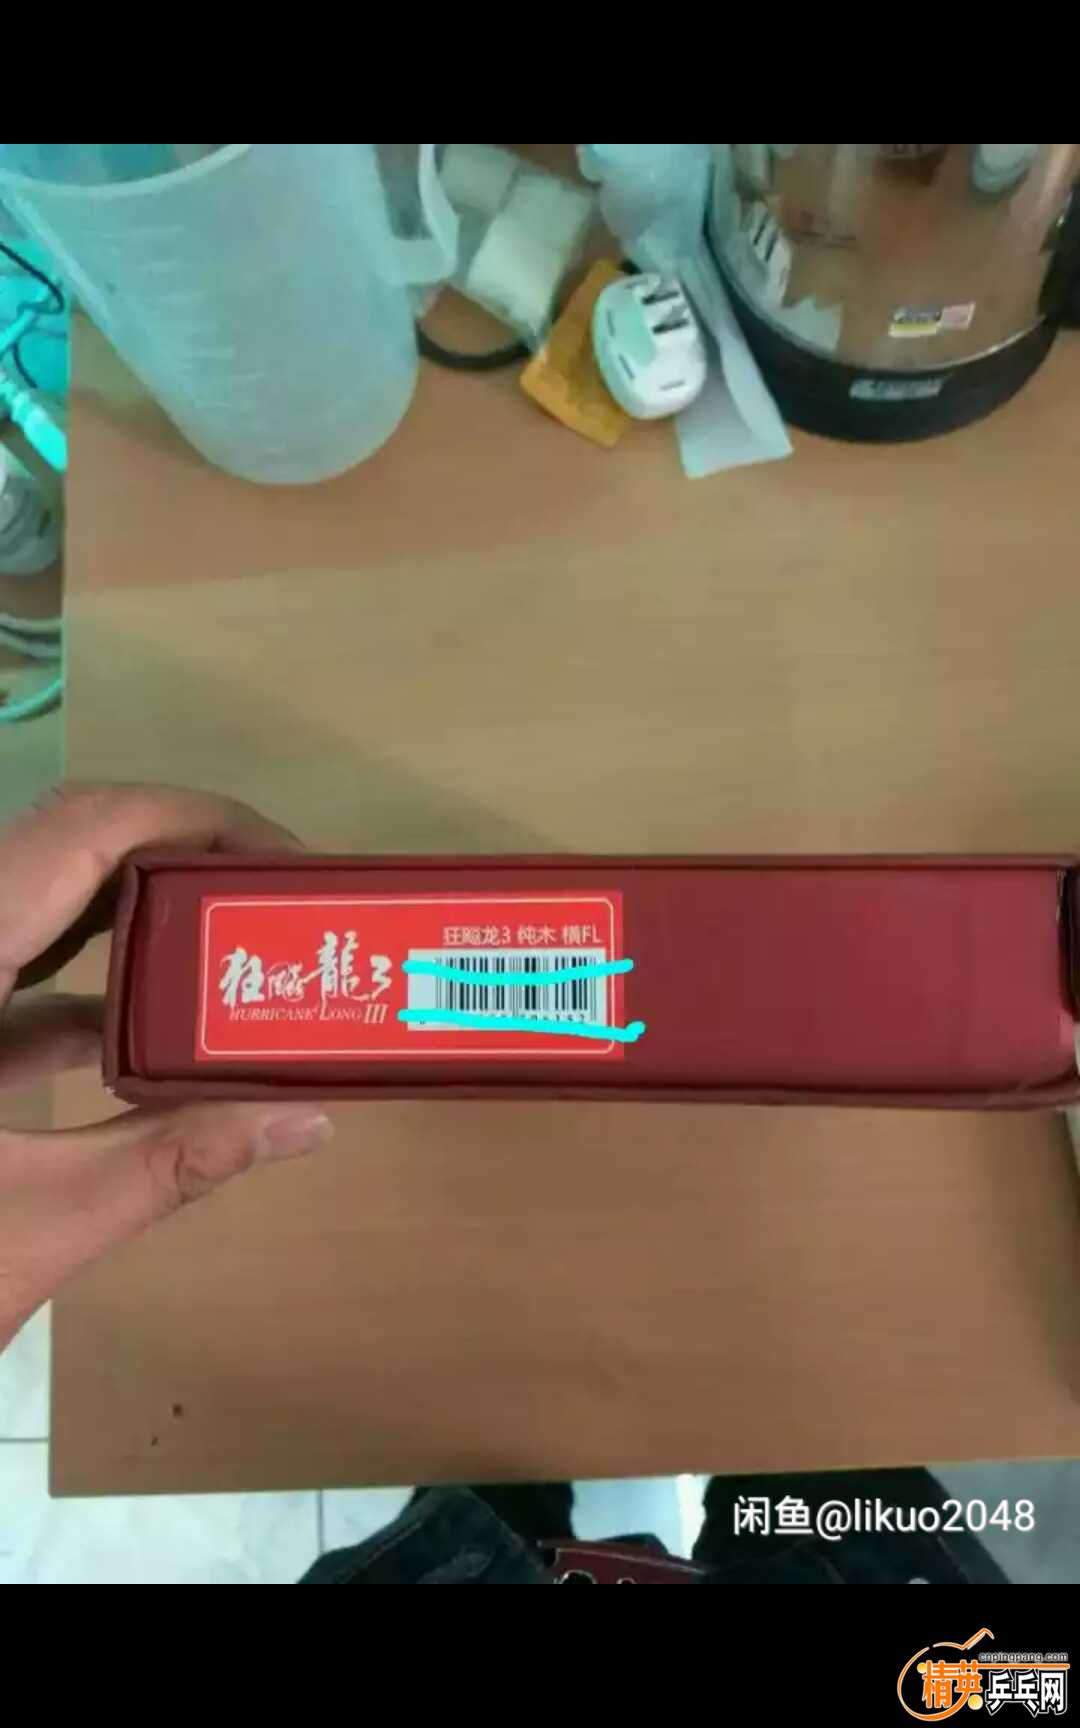 狂飚龙3 纯木 横FL
狂飚龍3
HURRICANE LONG III
闲鱼@likuo2048
cnpingpang.com
精英乒乓网